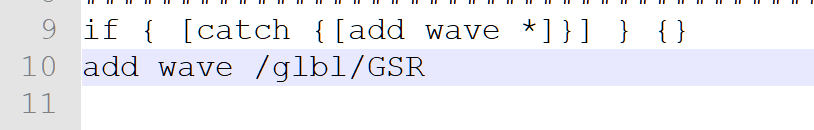 9 if { [catch {[add wave *]}] } {}
10 add wave /glbl/GSR
11